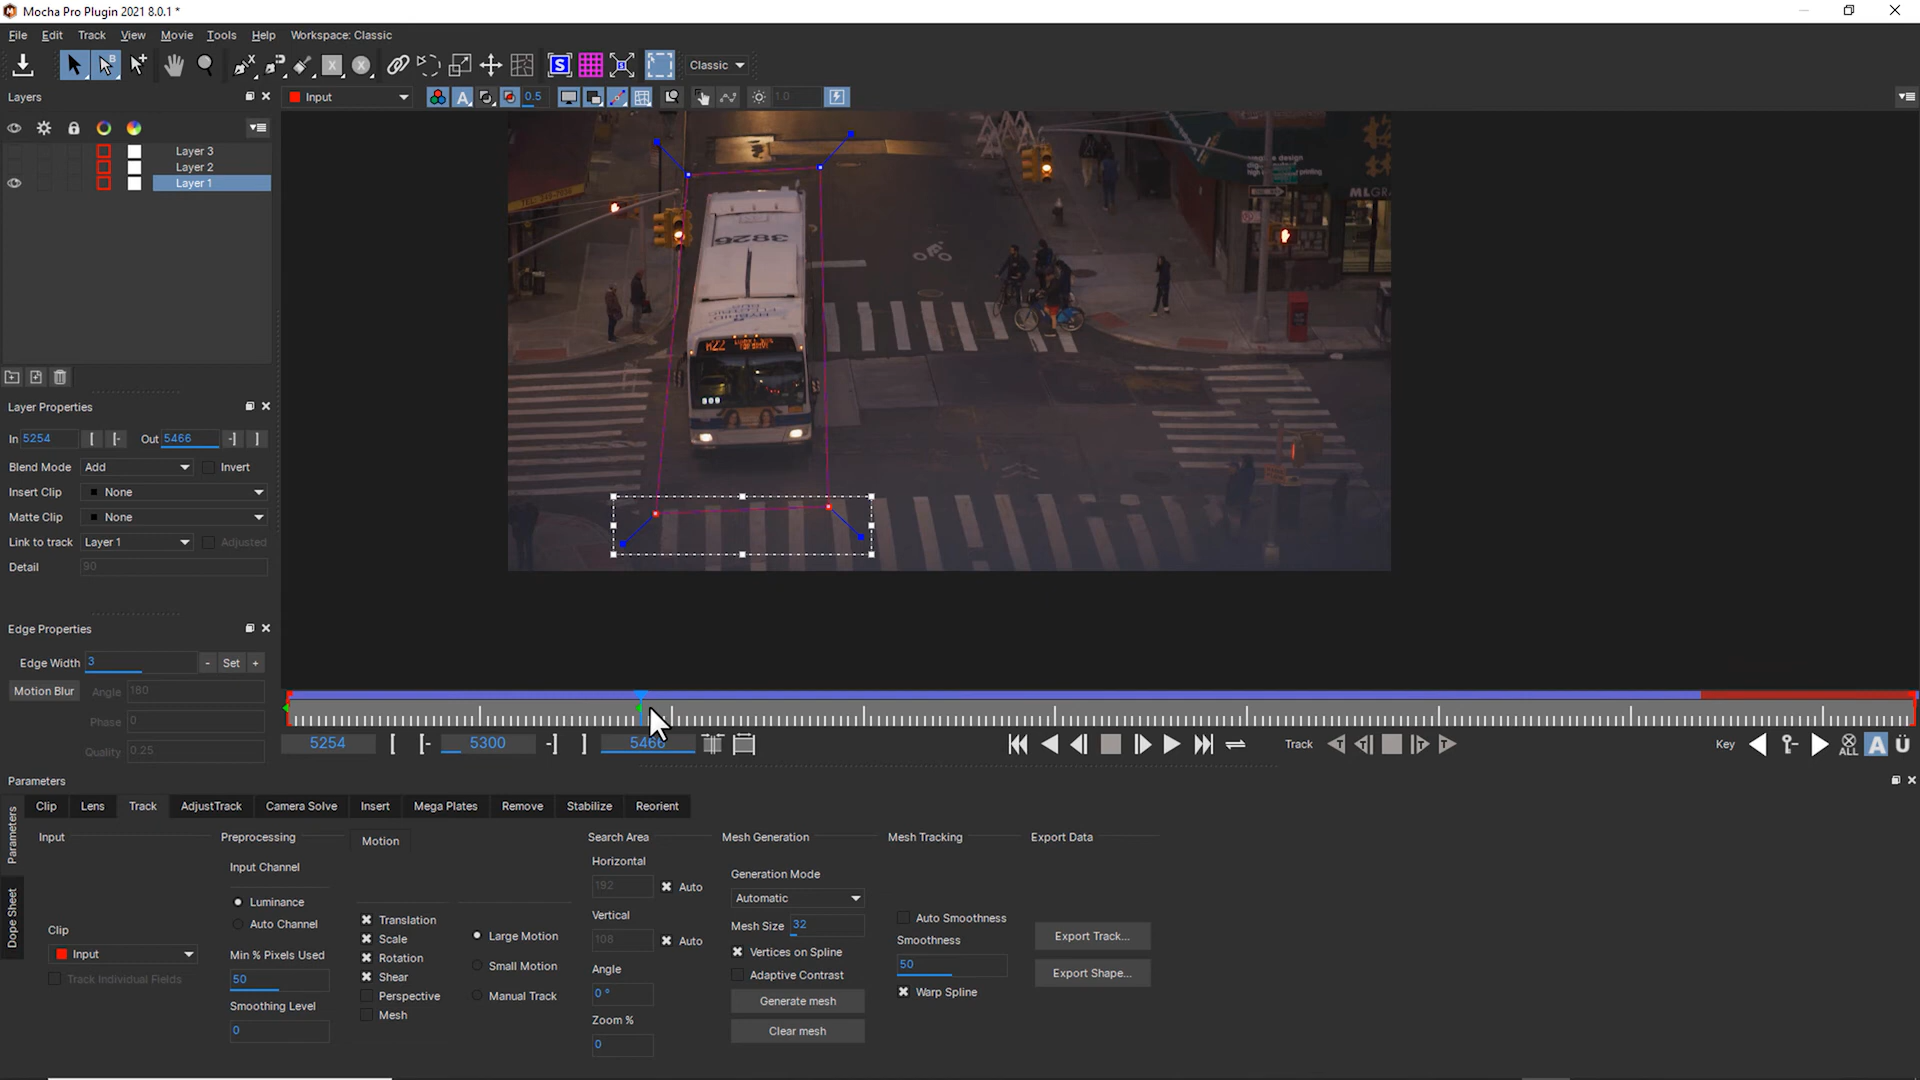 Mocha Pro Plugin 2021 8.0.1 *
File Edit Track View Movie Tools Help Workspace: Classic
S Classic
Layers
Input A 0.5 1.0
Layer 3
Layer 2
Layer 1
3826
M22
Layer Properties
In 5254 [ [- Out 5466 -] ]
Blend Mode Add Invert
Insert Clip None
Matte Clip None
Link to track Layer 1 Adjusted
Detail 90
Edge Properties
Edge Width 3 - Set +
Motion Blur Angle 180
Phase 0
Quality 0.25
5254 [ [- 5300 -] ] 5466 Track Key ALL A Ü
Parameters
Clip Lens Track AdjustTrack Camera Solve Insert Mega Plates Remove Stabilize Reorient
Parameters
Dope Sheet
Input
Clip
Input
Track Individual Fields
Preprocessing
Input Channel
Luminance
Auto Channel
Min % Pixels Used
50
Smoothing Level
0
Motion
Translation
Scale
Rotation
Shear
Perspective
Mesh
Large Motion
Small Motion
Manual Track
Search Area
Horizontal
192 Auto
Vertical
108 Auto
Angle
0 °
Zoom %
0
Mesh Generation
Generation Mode
Automatic
Mesh Size 32
Vertices on Spline
Adaptive Contrast
Generate mesh
Clear mesh
Mesh Tracking
Auto Smoothness
Smoothness
50
Warp Spline
Export Data
Export Track...
Export Shape...